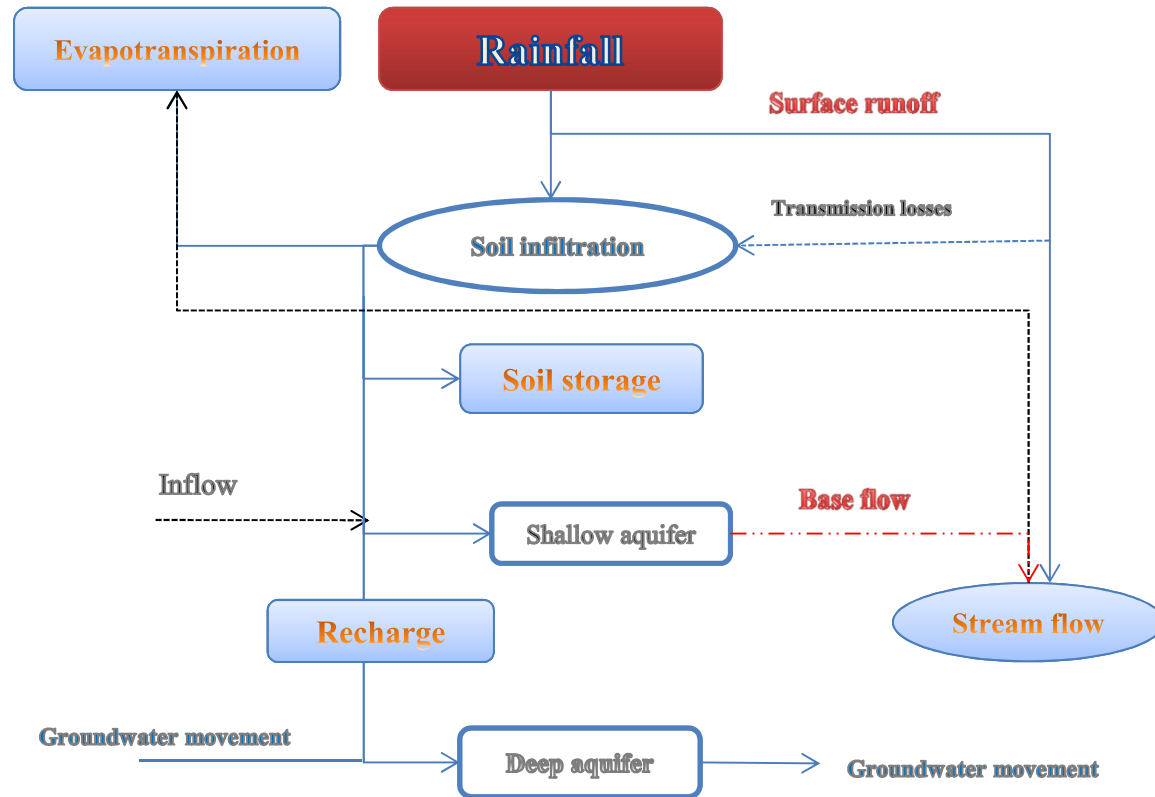 Evapotranspiration
Rainfall
Surface runoff
Transmission losses
Soil infiltration
Soil storage
Inflow
Base flow
Shallow aquifer
Recharge
Stream flow
Groundwater movement
Deep aquifer
Groundwater movement